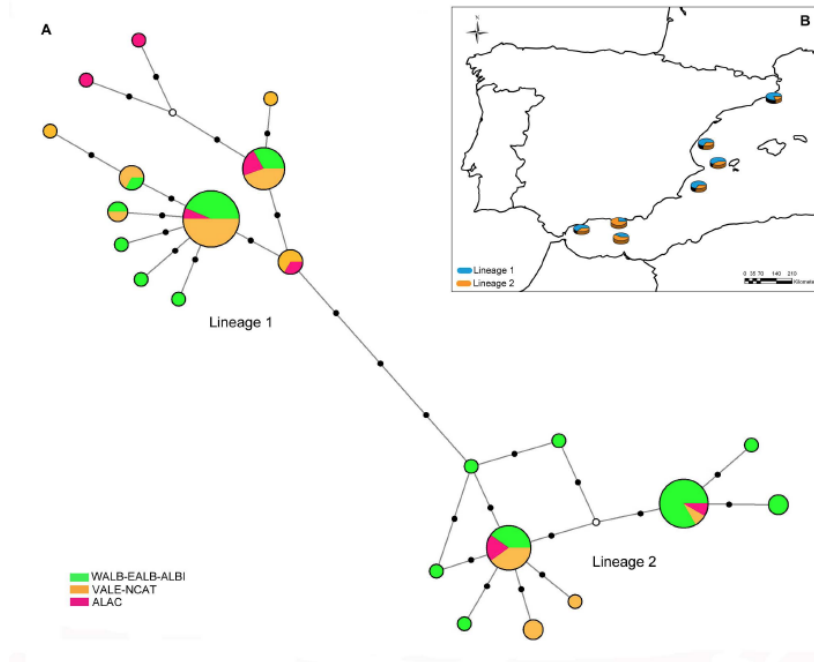 A
B
N
Lineage 1
Lineage 2
0 35 70 140 210
Kilometers
Lineage 1
Lineage 2
WALB-EALB-ALBI
VALE-NCAT
ALAC